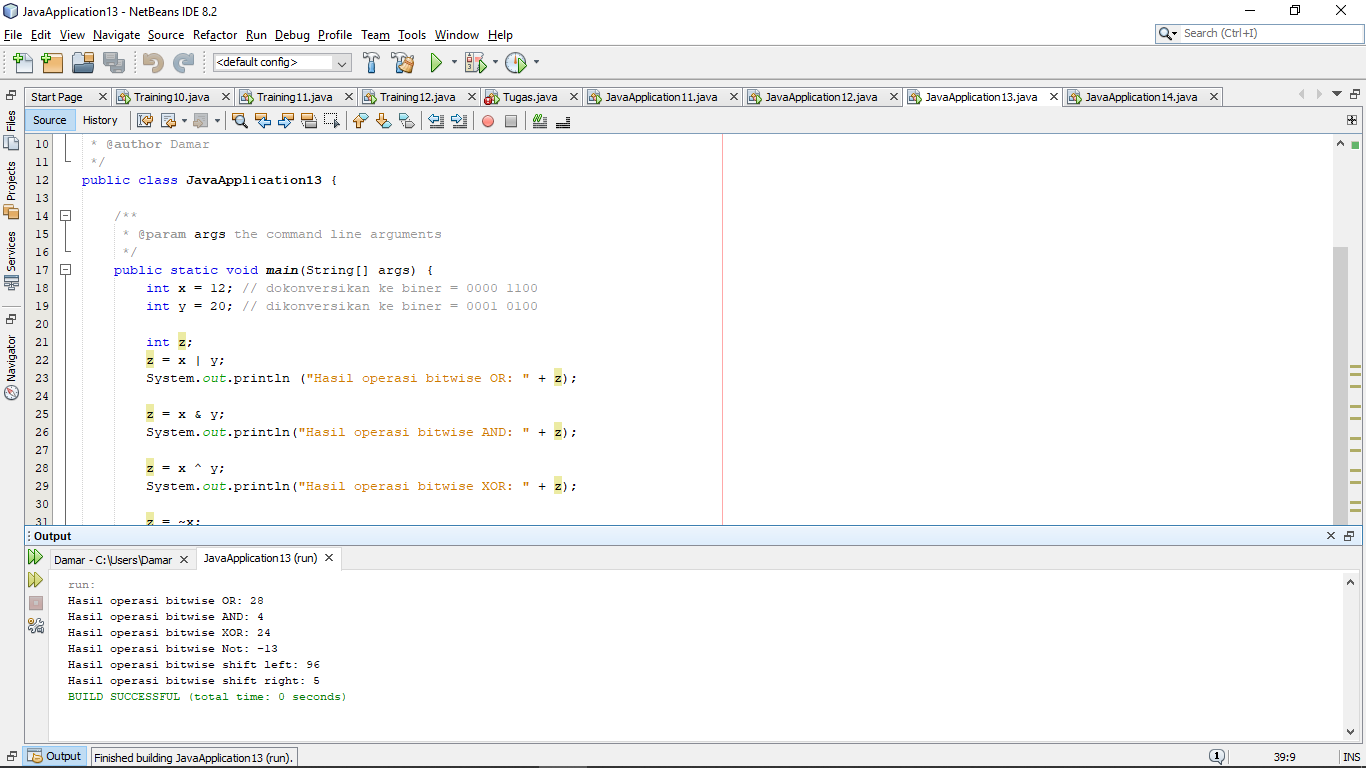 JavaApplication13 - NetBeans IDE 8.2
File Edit View Navigate Source Refactor Run Debug Profile Team Tools Window Help
Search (Ctrl+I)
<default config>
Start Page Training10.java Training11.java Training12.java Tugas.java JavaApplication11.java JavaApplication12.java JavaApplication13.java JavaApplication14.java
Source History
Files
Projects
Services
Navigator
10 * @author Damar
11 */
12 public class JavaApplication13 {
13
14 /**
15 * @param args the command line arguments
16 */
17 public static void main(String[] args) {
18 int x = 12; // dokonversikan ke biner = 0000 1100
19 int y = 20; // dikonversikan ke biner = 0001 0100
20
21 int z;
22 z = x | y;
23 System.out.println ("Hasil operasi bitwise OR: " + z);
24
25 z = x & y;
26 System.out.println("Hasil operasi bitwise AND: " + z);
27
28 z = x ^ y;
29 System.out.println("Hasil operasi bitwise XOR: " + z);
30
31 z = ~x;
Output
Damar - C:\Users\Damar JavaApplication13 (run)
run:
Hasil operasi bitwise OR: 28
Hasil operasi bitwise AND: 4
Hasil operasi bitwise XOR: 24
Hasil operasi bitwise Not: -13
Hasil operasi bitwise shift left: 96
Hasil operasi bitwise shift right: 5
BUILD SUCCESSFUL (total time: 0 seconds)
Output Finished building JavaApplication13 (run). 1 39:9 INS